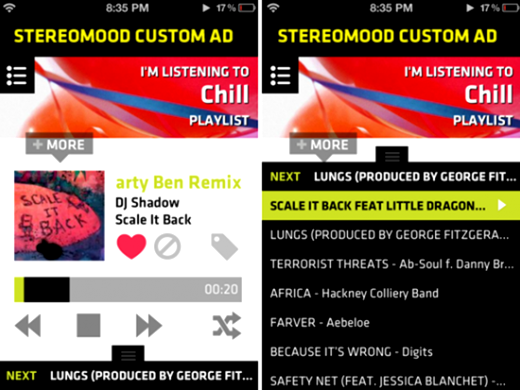 8:35 PM
17 %
STEREOMOOD CUSTOM AD
I'M LISTENING TO
Chill
PLAYLIST
+ MORE
SCALE
IT
BACK
arty Ben Remix
DJ Shadow
Scale It Back
00:20
NEXT LUNGS (PRODUCED BY GEORGE FIT...
8:35 PM
17 %
STEREOMOOD CUSTOM AD
I'M LISTENING TO
Chill
PLAYLIST
+ MORE
NEXT LUNGS (PRODUCED BY GEORGE FIT...
SCALE IT BACK FEAT LITTLE DRAGON...
LUNGS (PRODUCED BY GEORGE FITZGERA...
TERRORIST THREATS - Ab-Soul f. Danny Br...
AFRICA - Hackney Colliery Band
FARVER - Aebeloe
BECAUSE IT'S WRONG - Digits
SAFETY NET (FEAT. JESSICA BLANCHET) -...